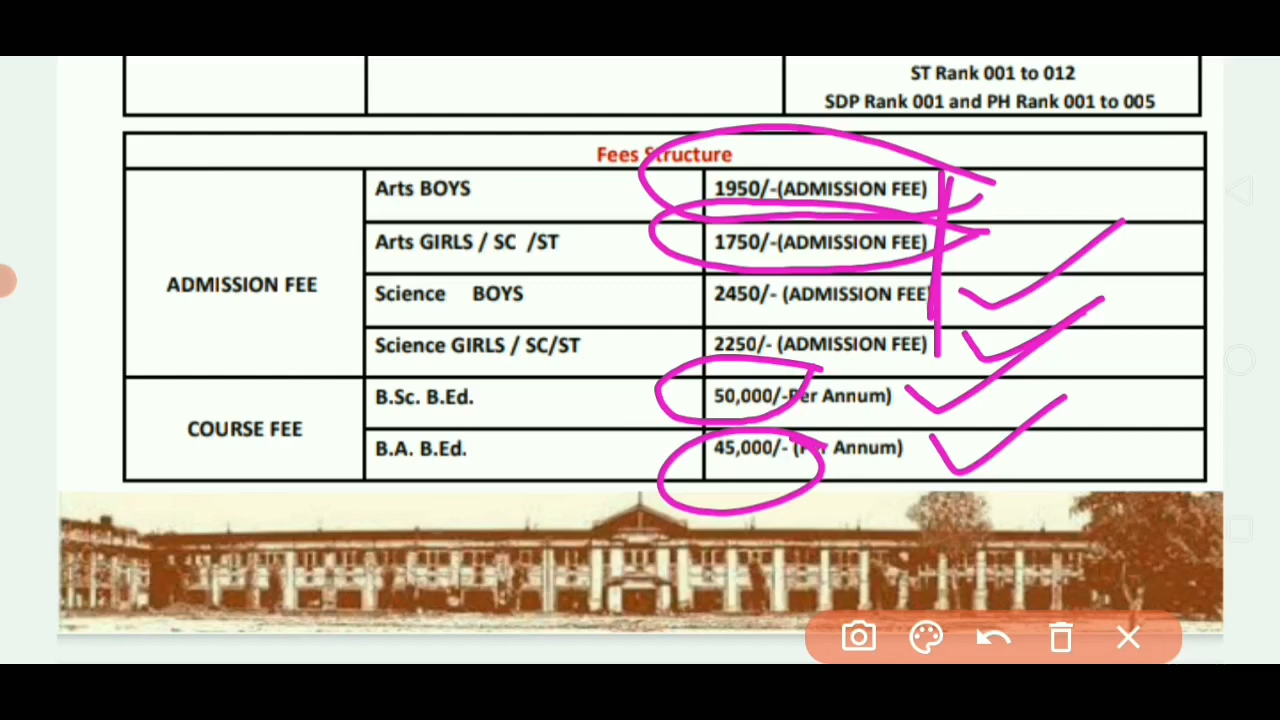 ST Rank 001 to 012
SDP Rank 001 and PH Rank 001 to 005
Fees Structure
ADMISSION FEE
Arts BOYS 1950/-(ADMISSION FEE)
Arts GIRLS / SC /ST 1750/-(ADMISSION FEE)
Science BOYS 2450/- (ADMISSION FEE)
Science GIRLS / SC/ST 2250/- (ADMISSION FEE)
COURSE FEE
B.Sc. B.Ed. 50,000/-Per Annum)
B.A. B.Ed. 45,000/- (Per Annum)